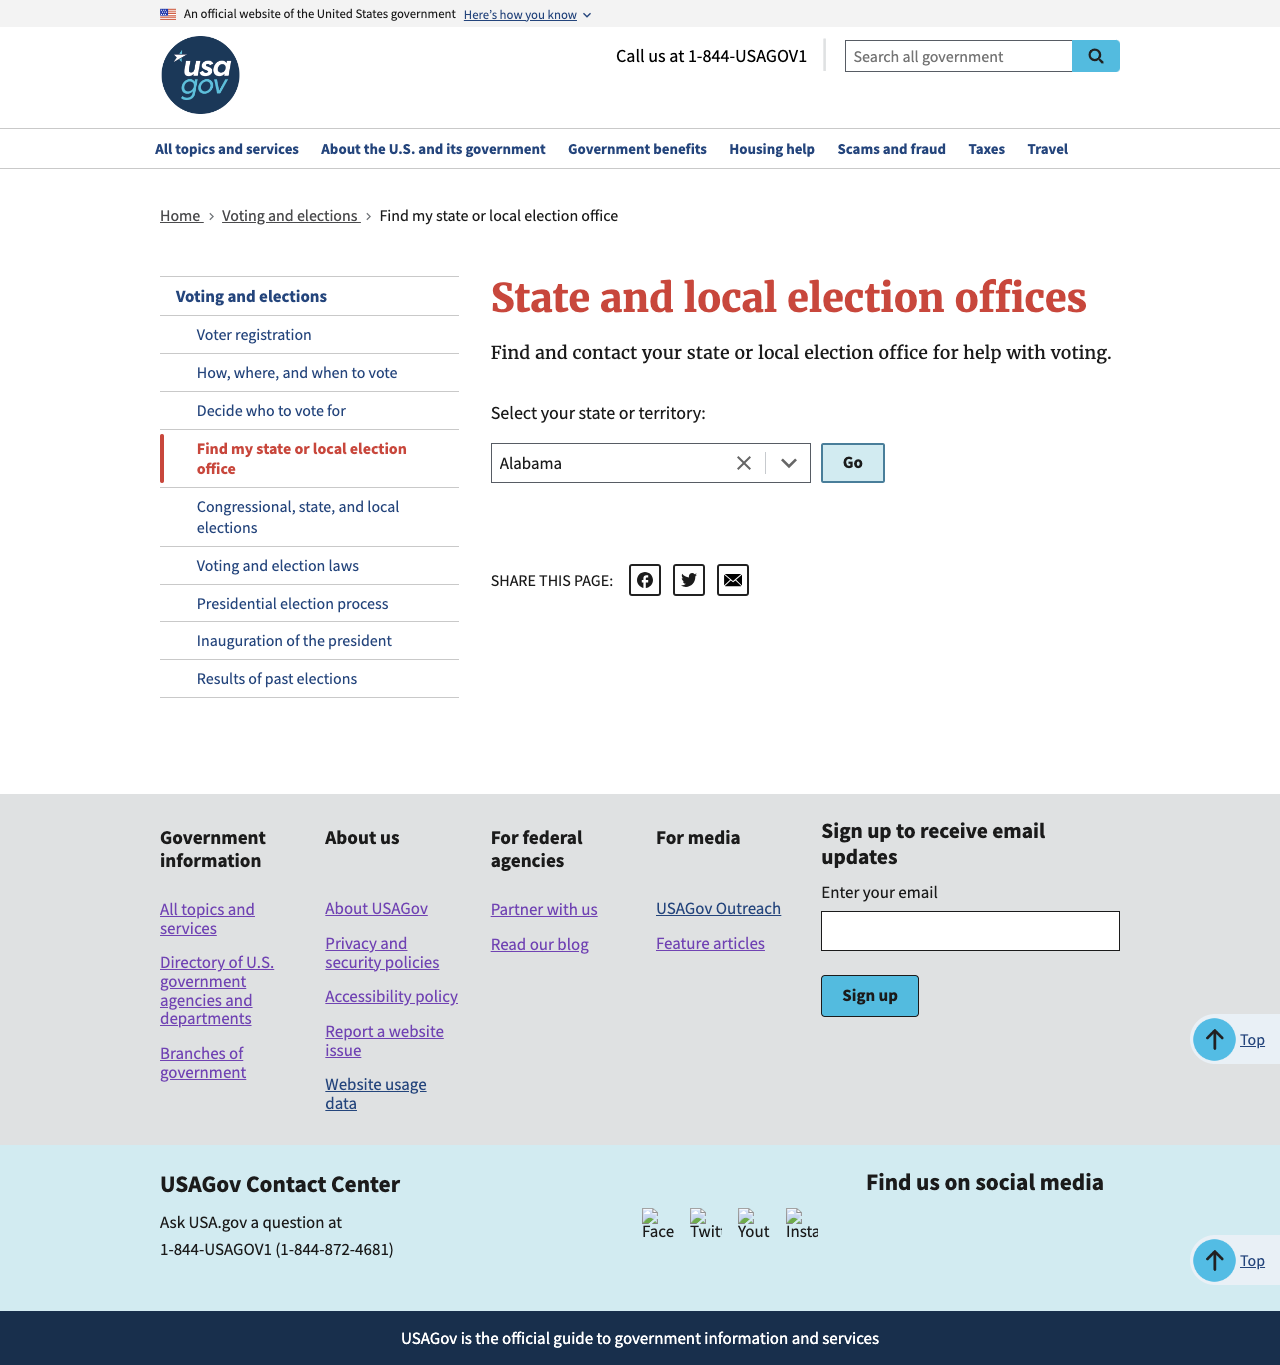 An official website of the United States government Here's how you know
usa
gov
Call us at 1-844-USAGOV1
Search all government
All topics and services About the U.S. and its government Government benefits Housing help Scams and fraud Taxes Travel
Home > Voting and elections > Find my state or local election office
Voting and elections
Voter registration
How, where, and when to vote
Decide who to vote for
Find my state or local election
office
Congressional, state, and local
elections
Voting and election laws
Presidential election process
Inauguration of the president
Results of past elections
State and local election offices
Find and contact your state or local election office for help with voting.
Select your state or territory:
Alabama
Go
SHARE THIS PAGE:
Government
information
All topics and
services
Directory of U.S.
government
agencies and
departments
Branches of
government
About us
About USAGov
Privacy and
security policies
Accessibility policy
Report a website
issue
Website usage
data
For federal
agencies
Partner with us
Read our blog
For media
USAGov Outreach
Feature articles
Sign up to receive email
updates
Enter your email
Sign up
Top
USAGov Contact Center
Ask USA.gov a question at
1-844-USAGOV1 (1-844-872-4681)
Find us on social media
Face Twit Yout Insta
Top
USAGov is the official guide to government information and services